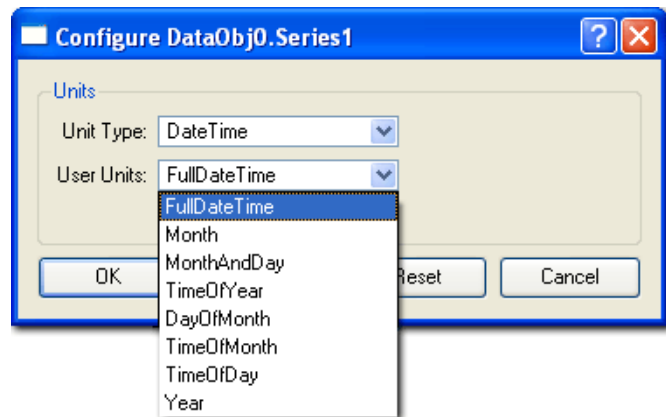 Configure DataObj0.Series1
Units
Unit Type: DateTime
User Units: FullDateTime
FullDateTime
Month
MonthAndDay
TimeOfYear
DayOfMonth
TimeOfMonth
TimeOfDay
Year
OK
Reset
Cancel